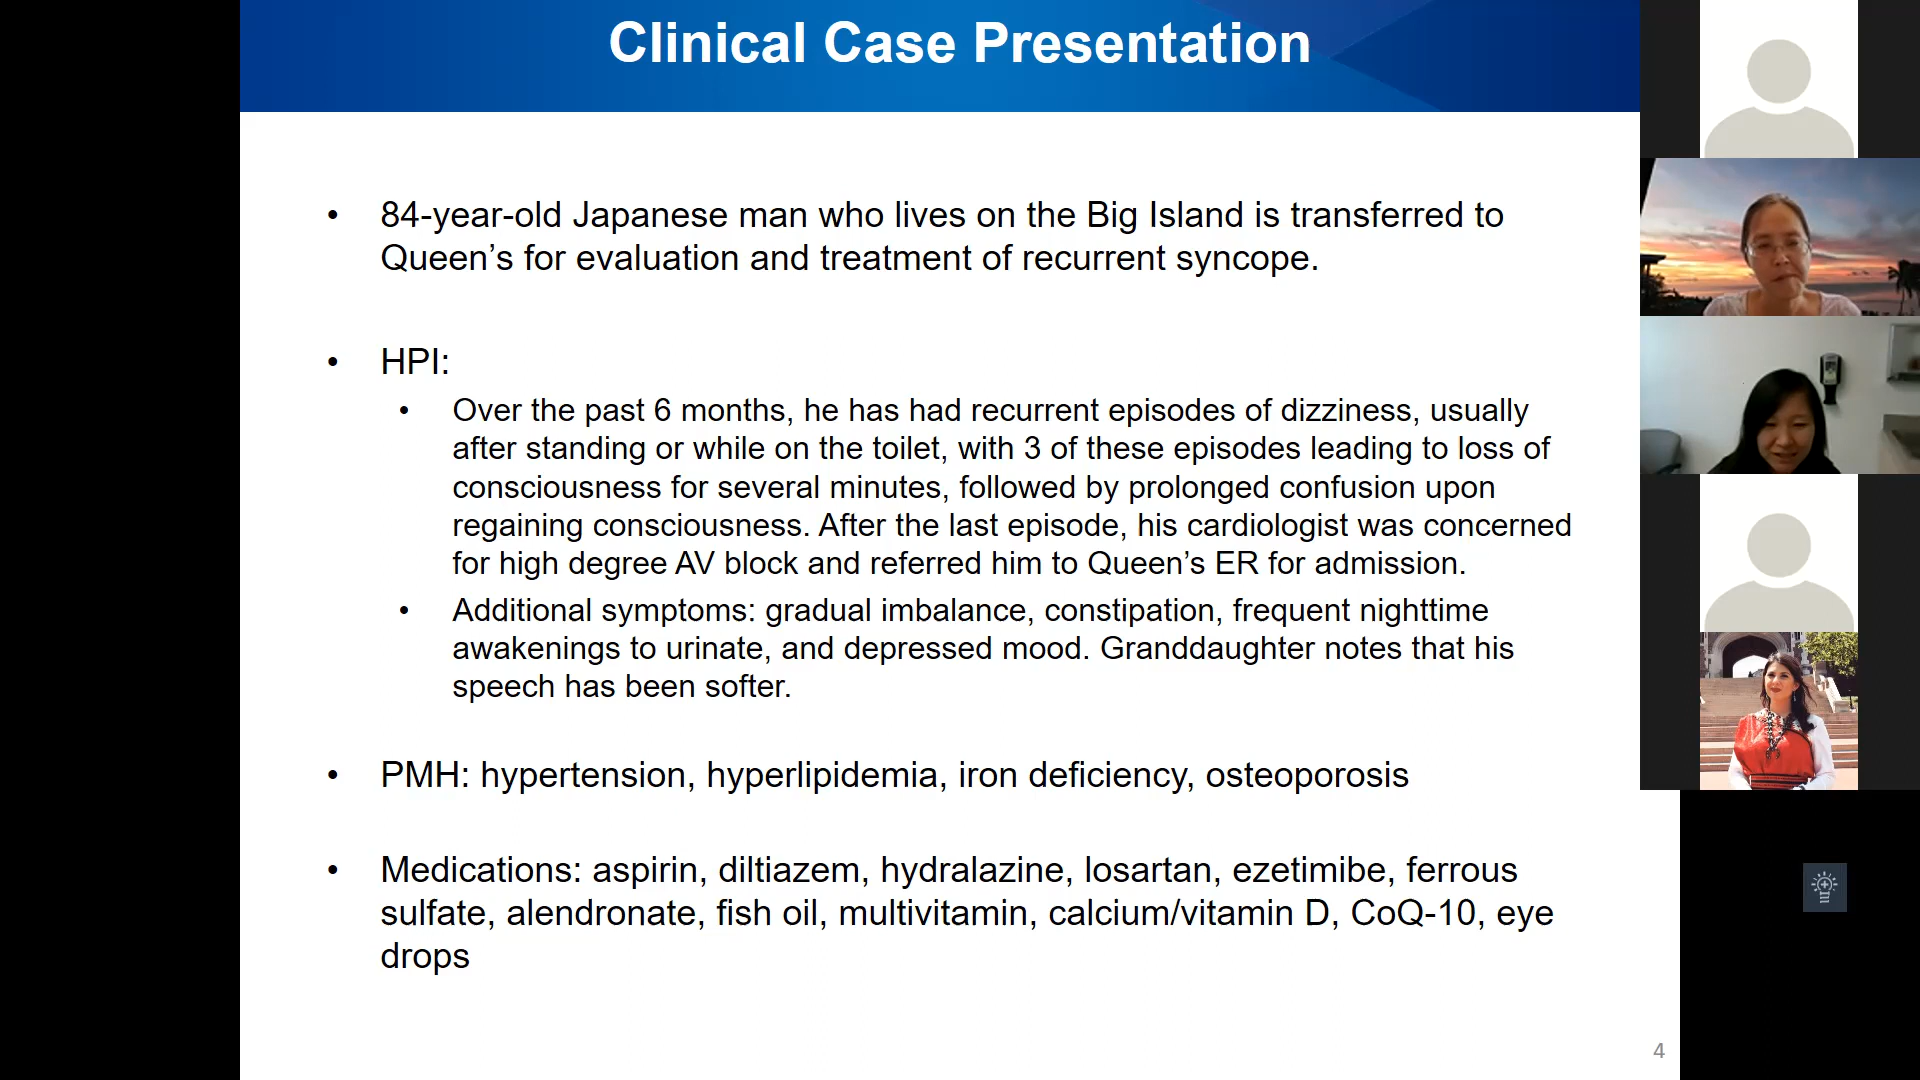 Clinical Case Presentation
• 84-year-old Japanese man who lives on the Big Island is transferred to
Queen’s for evaluation and treatment of recurrent syncope.
• HPI:
• Over the past 6 months, he has had recurrent episodes of dizziness, usually
after standing or while on the toilet, with 3 of these episodes leading to loss of
consciousness for several minutes, followed by prolonged confusion upon
regaining consciousness. After the last episode, his cardiologist was concerned
for high degree AV block and referred him to Queen’s ER for admission.
• Additional symptoms: gradual imbalance, constipation, frequent nighttime
awakenings to urinate, and depressed mood. Granddaughter notes that his
speech has been softer.
• PMH: hypertension, hyperlipidemia, iron deficiency, osteoporosis
• Medications: aspirin, diltiazem, hydralazine, losartan, ezetimibe, ferrous
sulfate, alendronate, fish oil, multivitamin, calcium/vitamin D, CoQ-10, eye
drops
4